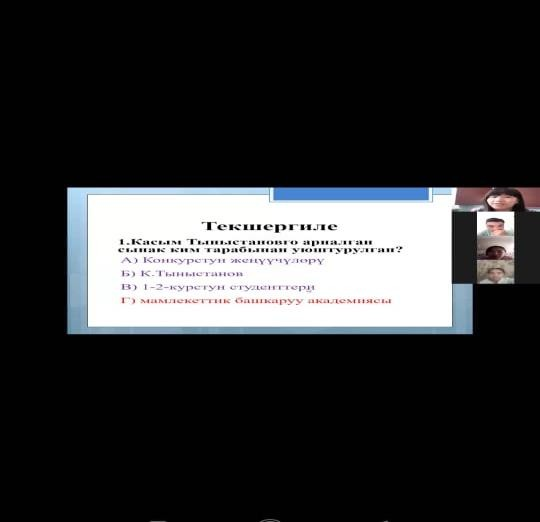 Текшергиле
1.Касым Тыныстановго арналган
сынак ким тарабынан уюштурулган?
А) Конкурстун жеңүүчүлөрү
Б) К.Тыныстанов
В) 1-2-курстун студенттери
Г) мамлекеттик башкаруу академиясы